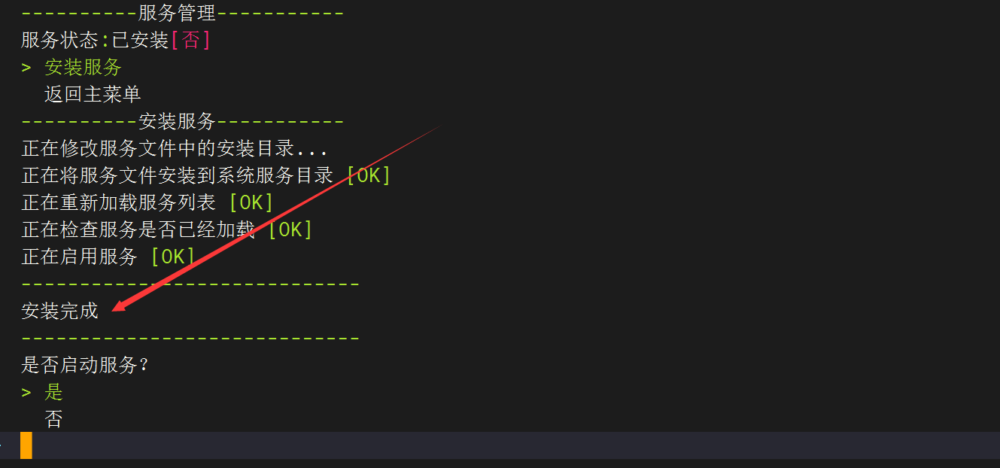 ----------服务管理-----------
服务状态:已安装[否]
> 安装服务
返回主菜单
----------安装服务-----------
正在修改服务文件中的安装目录...
正在将服务文件安装到系统服务目录 [OK]
正在重新加载服务列表 [OK]
正在检查服务是否已经加载 [OK]
正在启用服务 [OK]
-----------------------------
安装完成
-----------------------------
是否启动服务?
> 是
否